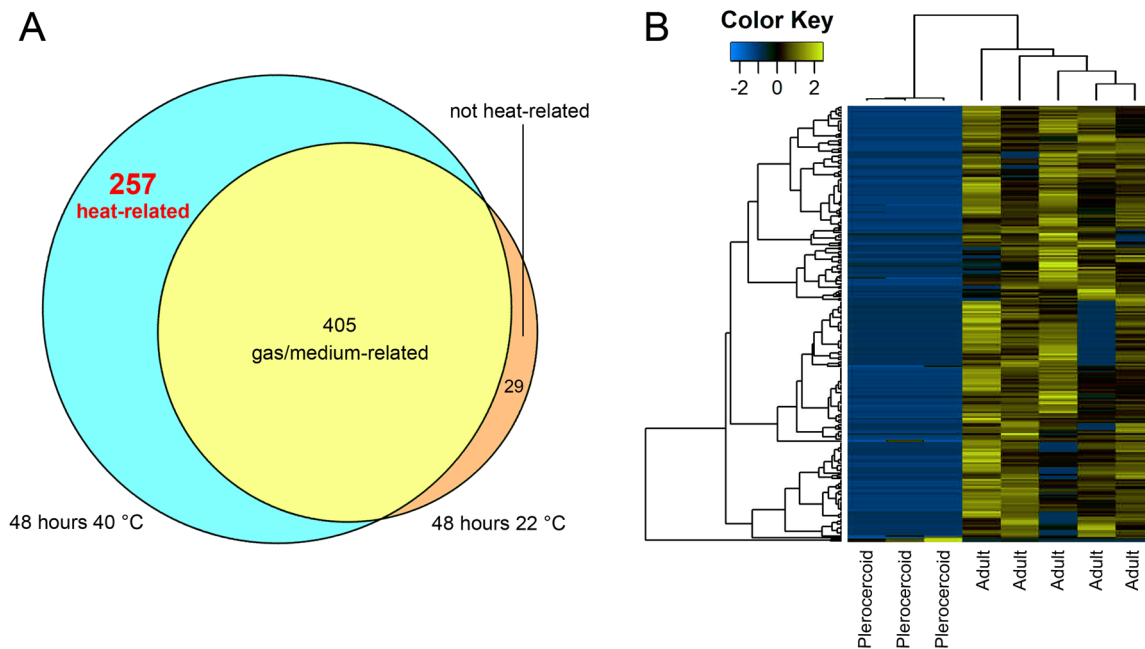 A
not heat-related
257
heat-related
405
gas/medium-related
29
48 hours 40 °C
48 hours 22 °C
B
Color Key
-2
0
2
Plerocercoid
Plerocercoid
Plerocercoid
Adult
Adult
Adult
Adult
Adult